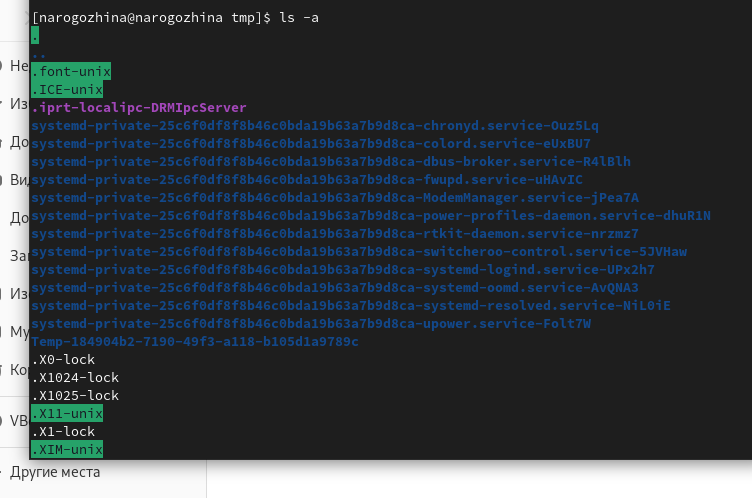 [narogozhina@narogozhina tmp]$ ls -a
.
..
.font-unix
.ICE-unix
.iprt-localipc-DRMIpcServer
systemd-private-25c6f0df8f8b46c0bda19b63a7b9d8ca-chronyd.service-Ouz5Lq
systemd-private-25c6f0df8f8b46c0bda19b63a7b9d8ca-colord.service-eUxBU7
systemd-private-25c6f0df8f8b46c0bda19b63a7b9d8ca-dbus-broker.service-R4lBlh
systemd-private-25c6f0df8f8b46c0bda19b63a7b9d8ca-fwupd.service-uHAvIC
systemd-private-25c6f0df8f8b46c0bda19b63a7b9d8ca-ModemManager.service-jPea7A
systemd-private-25c6f0df8f8b46c0bda19b63a7b9d8ca-power-profiles-daemon.service-dhuR1N
systemd-private-25c6f0df8f8b46c0bda19b63a7b9d8ca-rtkit-daemon.service-nrzmz7
systemd-private-25c6f0df8f8b46c0bda19b63a7b9d8ca-switcheroo-control.service-5JVHaw
systemd-private-25c6f0df8f8b46c0bda19b63a7b9d8ca-systemd-logind.service-UPx2h7
systemd-private-25c6f0df8f8b46c0bda19b63a7b9d8ca-systemd-oomd.service-AvQNA3
systemd-private-25c6f0df8f8b46c0bda19b63a7b9d8ca-systemd-resolved.service-NiL0iE
systemd-private-25c6f0df8f8b46c0bda19b63a7b9d8ca-upower.service-Folt7W
Temp-184904b2-7190-49f3-a118-b105d1a9789c
.X0-lock
.X1024-lock
.X1025-lock
.X11-unix
.X1-lock
.XIM-unix
Не
Из
До
Ви
До
За
Из
Му
Кор
VB
Другие места